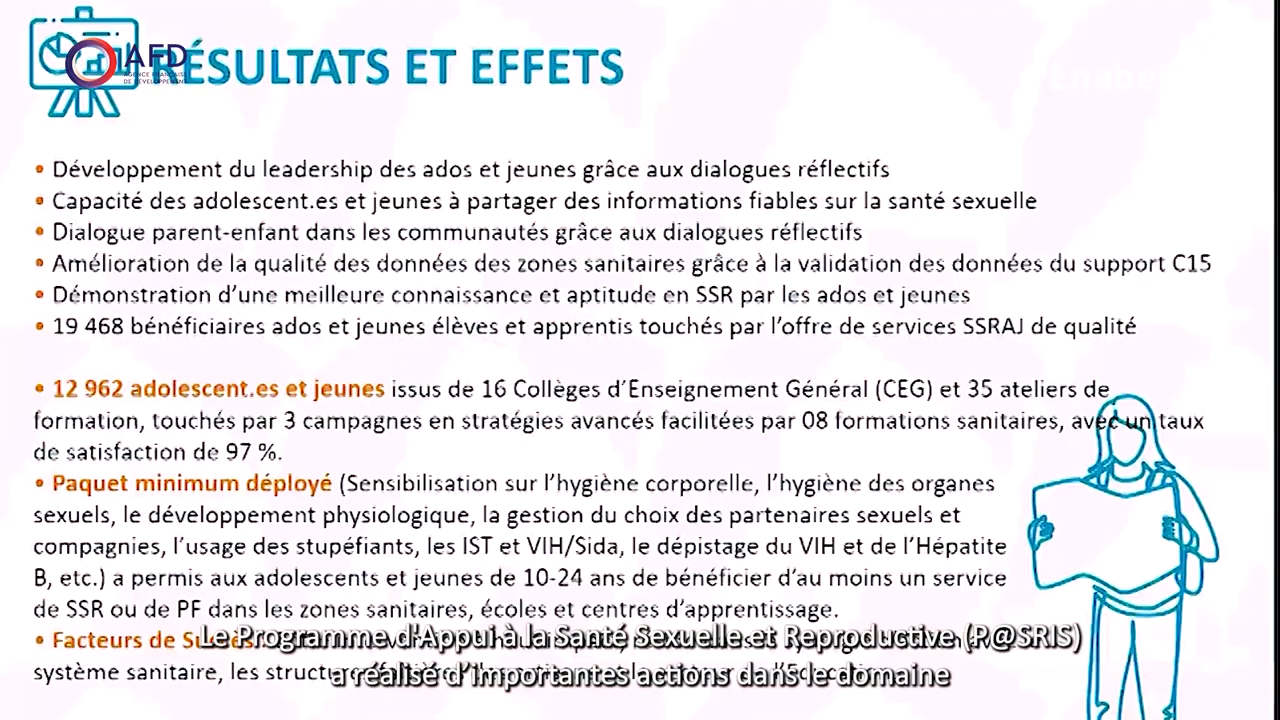 AFD
AGENCE FRANÇAISE
DE DÉVELOPPEMENT
RÉSULTATS ET EFFETS
Enabel
• Développement du leadership des ados et jeunes grâce aux dialogues réflectifs
• Capacité des adolescent.es et jeunes à partager des informations fiables sur la santé sexuelle
• Dialogue parent-enfant dans les communautés grâce aux dialogues réflectifs
• Amélioration de la qualité des données des zones sanitaires grâce à la validation des données du support C15
• Démonstration d'une meilleure connaissance et aptitude en SSR par les ados et jeunes
• 19 468 bénéficiaires ados et jeunes élèves et apprentis touchés par l'offre de services SSRAJ de qualité
• 12 962 adolescent.es et jeunes issus de 16 Collèges d'Enseignement Général (CEG) et 35 ateliers de
formation, touchés par 3 campagnes en stratégies avancés facilitées par 08 formations sanitaires, avec un taux
de satisfaction de 97 %.
• Paquet minimum déployé (Sensibilisation sur l'hygiène corporelle, l'hygiène des organes
sexuels, le développement physiologique, la gestion du choix des partenaires sexuels et
compagnies, l'usage des stupéfiants, les IST et VIH/Sida, le dépistage du VIH et de l'Hépatite
B, etc.) a permis aux adolescents et jeunes de 10-24 ans de bénéficier d'au moins un service
de SSR ou de PF dans les zones sanitaires, écoles et centres d'apprentissage.
• Facteurs de Succès
système sanitaire, les
Le Programme d'Appui à la Santé Sexuelle et Reproductive (P@SRIS)
a réalisé d'importantes actions dans le domaine